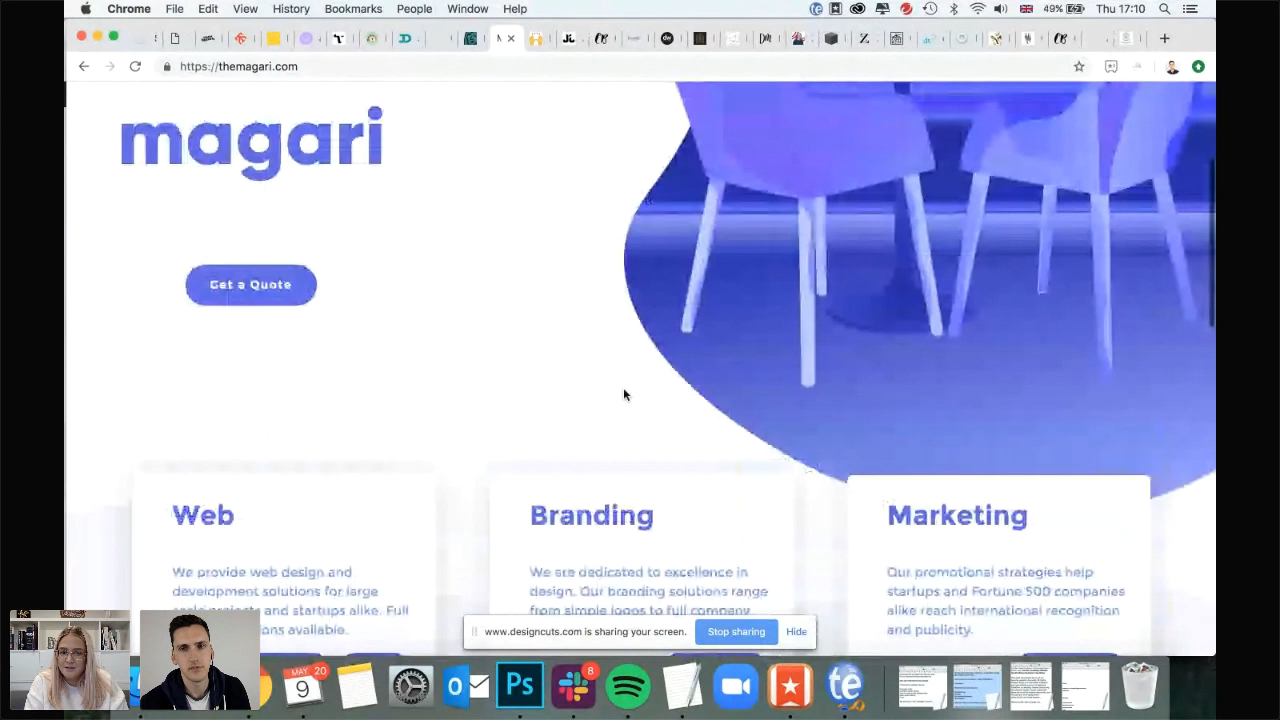 Chrome File Edit View History Bookmarks People Window Help
49% Thu 17:10
https://themagari.com
magari
Get a Quote
Web
We provide web design and
development solutions for large
and startups alike. Full
available.
Branding
We are dedicated to excellence in
design. Our branding solutions range
from simple logos to full company
Marketing
Our promotional strategies help
startups and Fortune 500 companies
alike reach international recognition
and publicity.
www.designcuts.com is sharing your screen. Stop sharing Hide
MAY 20
9
Ps
8
te